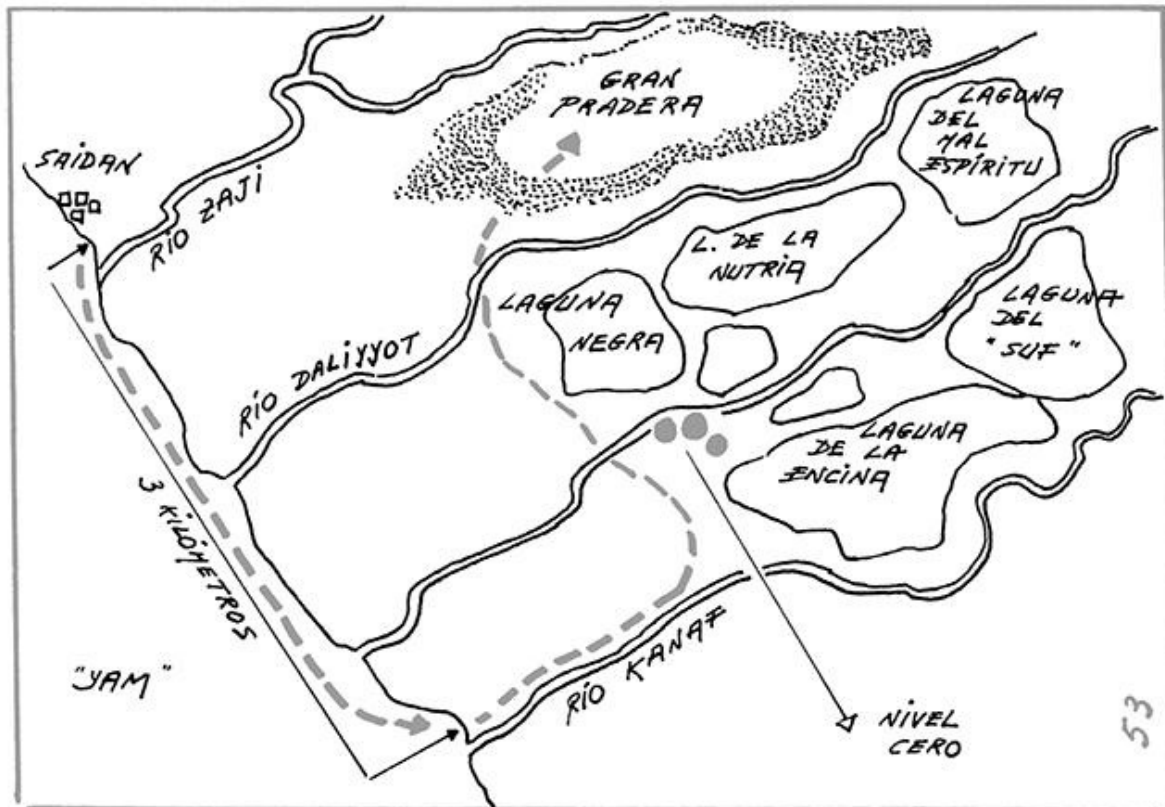 GRAN
PRADERA
LAGUNA
DEL
MAL
ESPÍRITU
SAIDAN
RÍO ZAJI
L. DE LA
NUTRIA
LAGUNA
NEGRA
LAGUNA
DEL
"SUF"
RÍO DALIYYOT
LAGUNA
DE LA
ENCINA
3 KILÓMETROS
RÍO KANAF
"YAM"
NIVEL
CERO
53